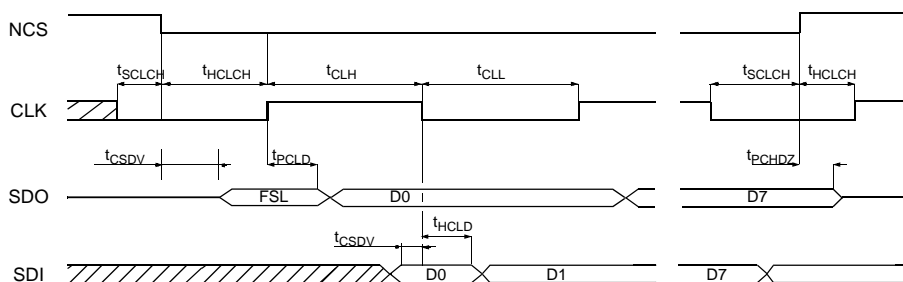 NCS
tSCLCH tHCLCH tCLH tCLL tSCLCH tHCLCH
CLK
tCSDV tPCLD tPCHDZ
SDO FSL D0 D7
tHCLD
tCSDV
SDI D0 D1 D7